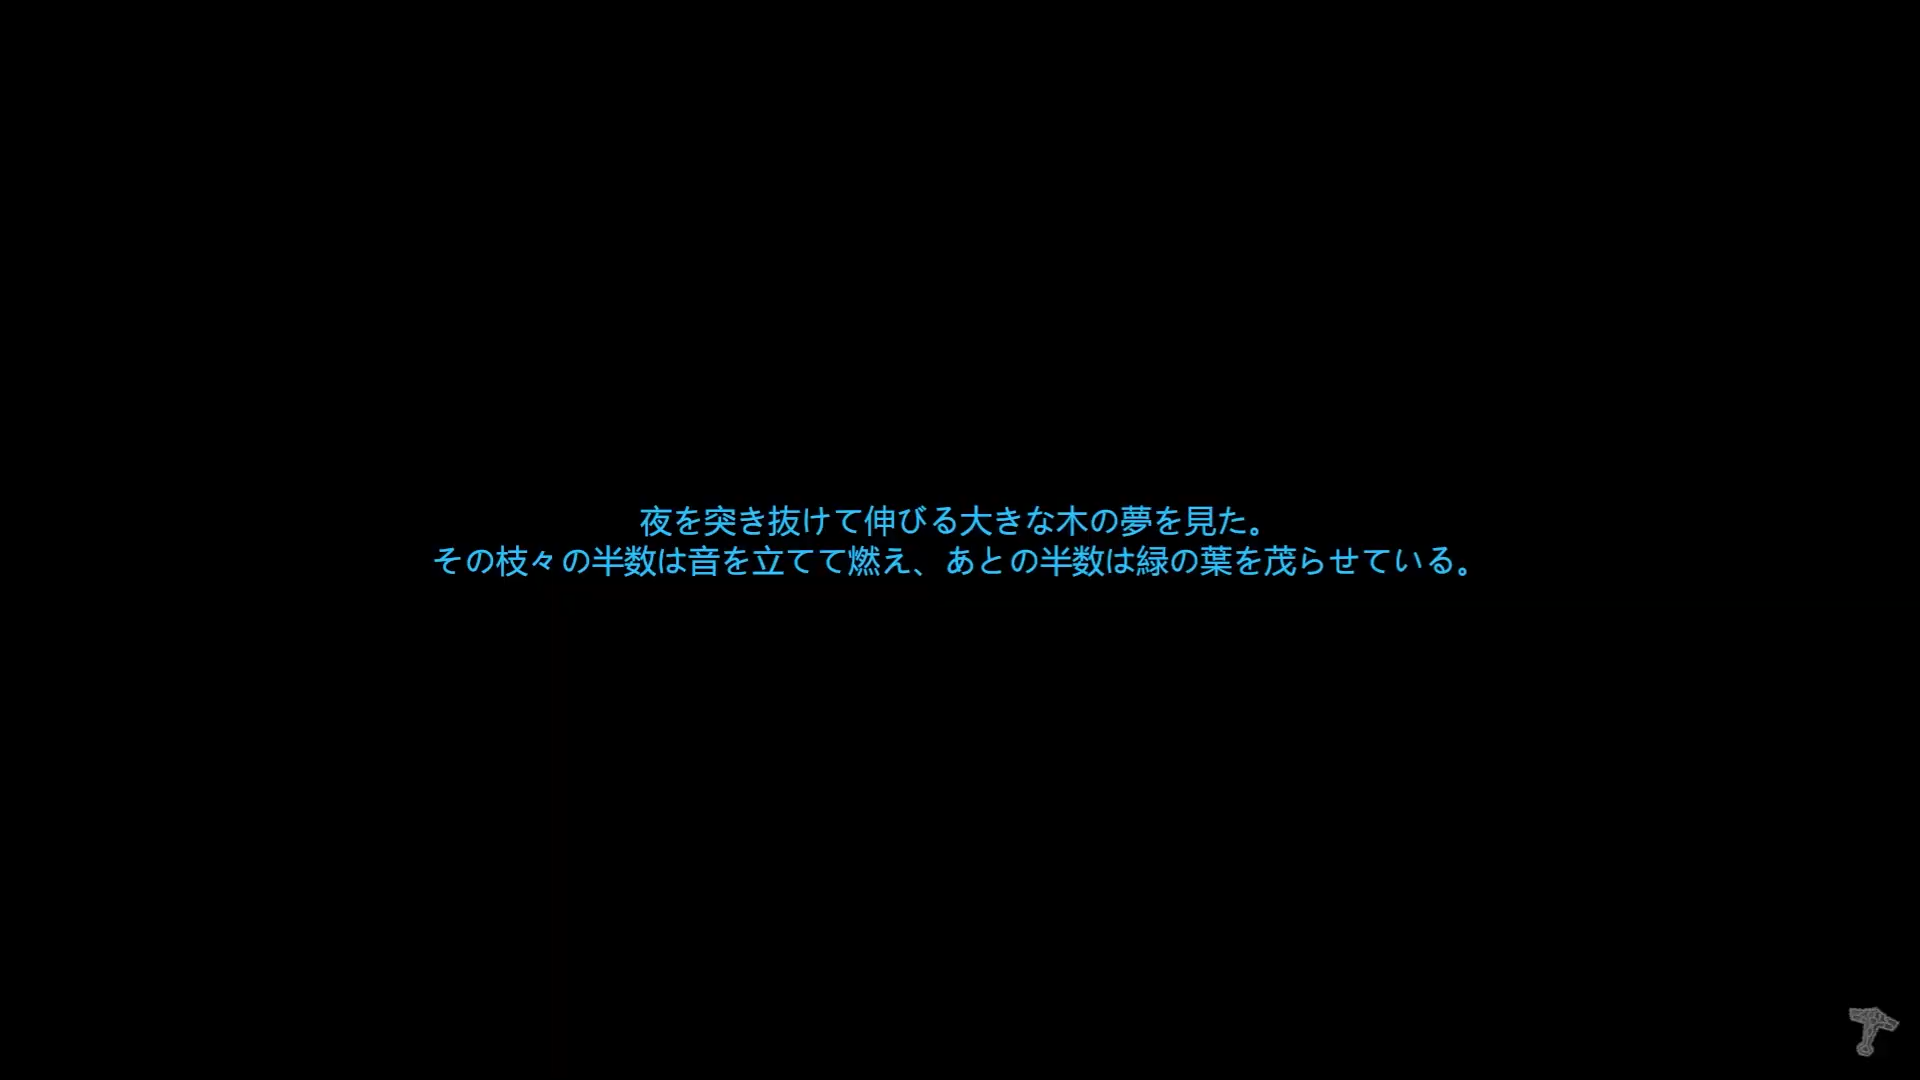 夜を突き抜けて伸びる大きな木の夢を見た。
その枝々の半数は音を立てて燃え、あとの半数は緑の葉を茂らせている。